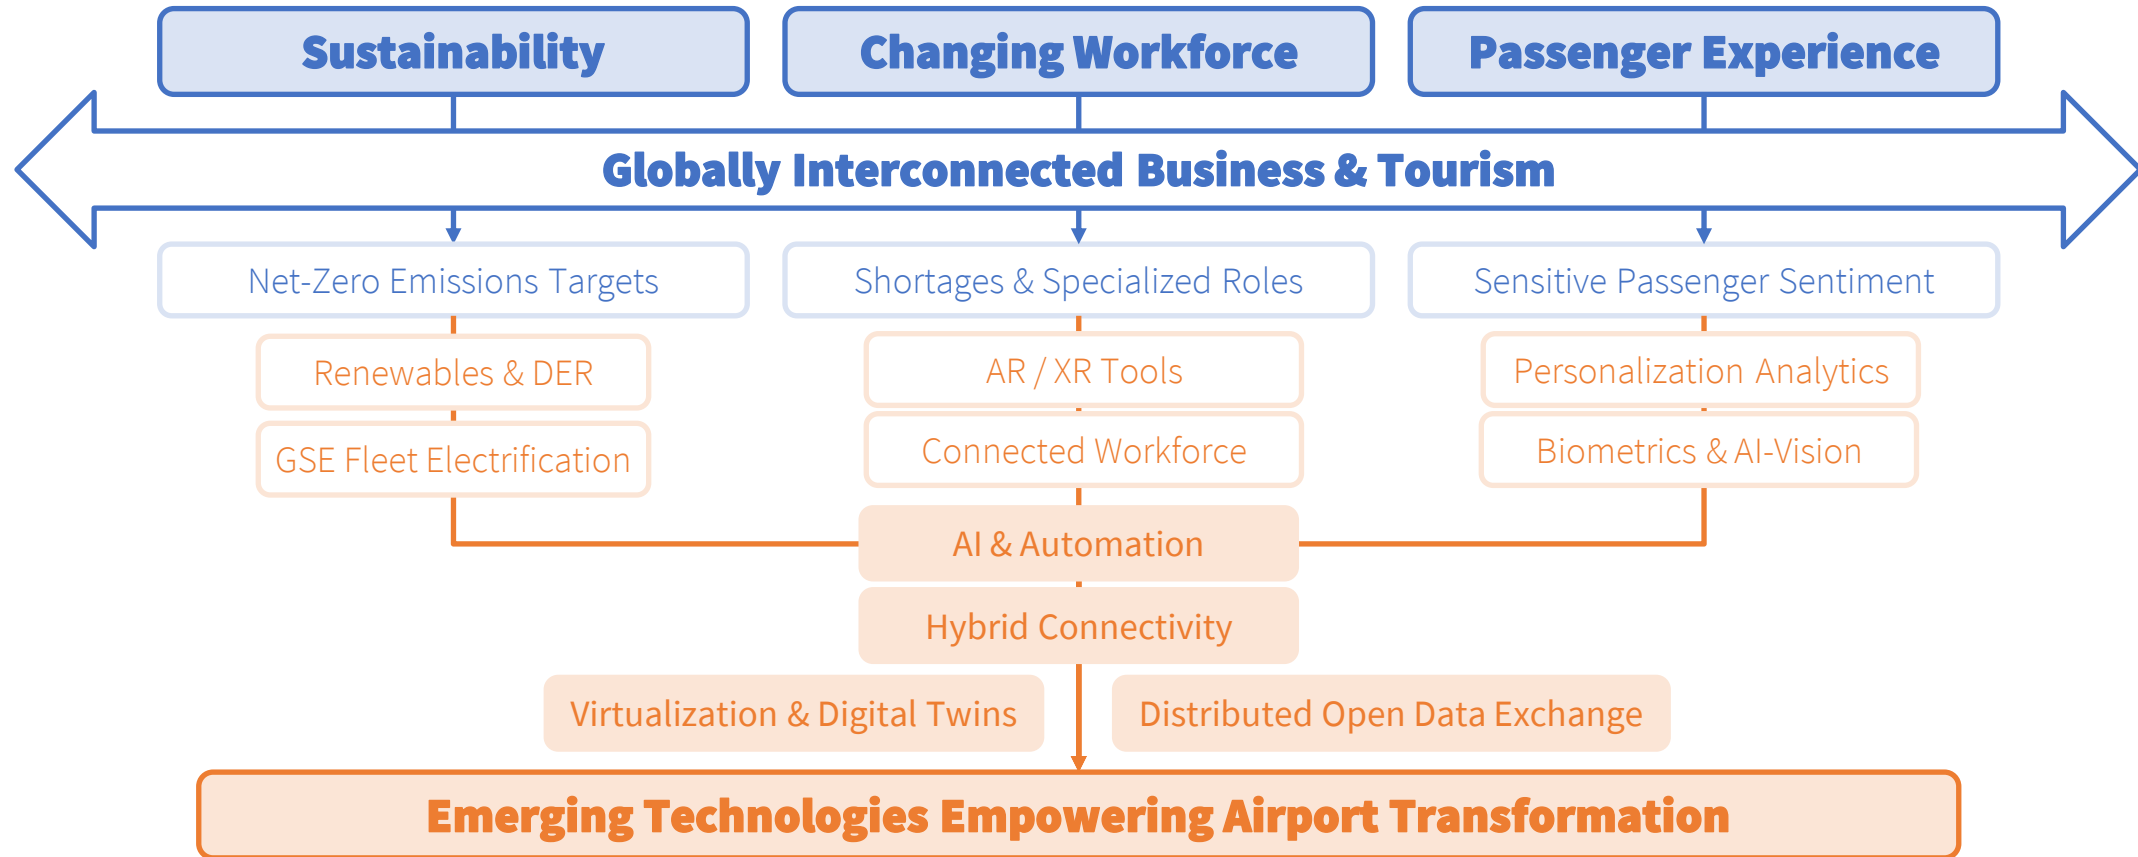 Sustainability
Changing Workforce
Passenger Experience
Globally Interconnected Business & Tourism
Net-Zero Emissions Targets
Shortages & Specialized Roles
Sensitive Passenger Sentiment
Renewables & DER
AR / XR Tools
Personalization Analytics
GSE Fleet Electrification
Connected Workforce
Biometrics & AI-Vision
AI & Automation
Hybrid Connectivity
Virtualization & Digital Twins
Distributed Open Data Exchange
Emerging Technologies Empowering Airport Transformation